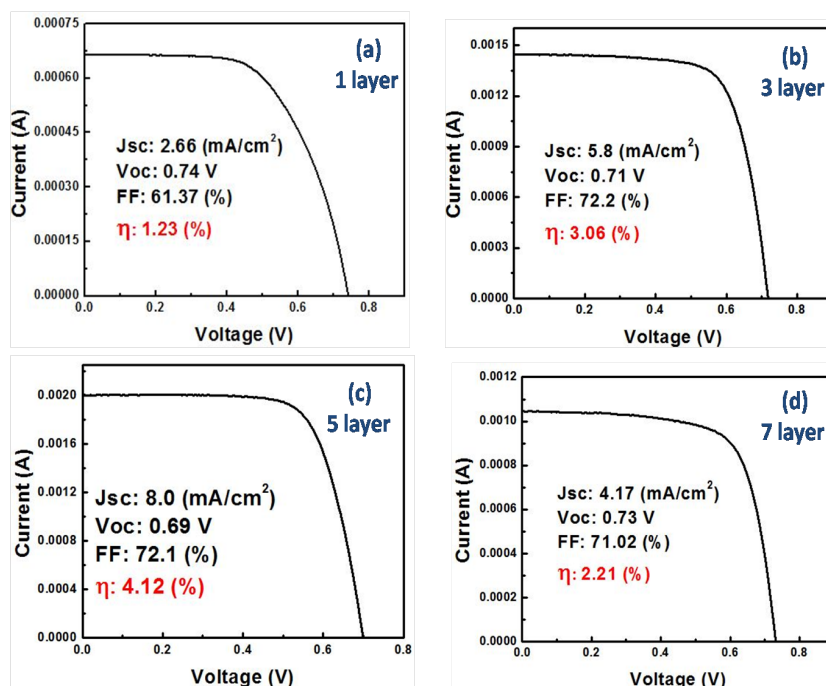 0.00075
0.00060
0.00045
0.00030
0.00015
0.00000
Current (A)
(a)
1 layer
Jsc: 2.66 (mA/cm²)
Voc: 0.74 V
FF: 61.37 (%)
η: 1.23 (%)
0.0 0.2 0.4 0.6 0.8
Voltage (V)
0.0015
0.0012
0.0009
0.0006
0.0003
0.0000
Current (A)
(b)
3 layer
Jsc: 5.8 (mA/cm²)
Voc: 0.71 V
FF: 72.2 (%)
η: 3.06 (%)
0.0 0.2 0.4 0.6 0.8
Voltage (V)
0.0020
0.0016
0.0012
0.0008
0.0004
0.0000
Current (A)
(c)
5 layer
Jsc: 8.0 (mA/cm²)
Voc: 0.69 V
FF: 72.1 (%)
η: 4.12 (%)
0.0 0.2 0.4 0.6 0.8
Voltage (V)
0.0012
0.0010
0.0008
0.0006
0.0004
0.0002
0.0000
Current (A)
(d)
7 layer
Jsc: 4.17 (mA/cm²)
Voc: 0.73 V
FF: 71.02 (%)
η: 2.21 (%)
0.0 0.2 0.4 0.6 0.8
Voltage (V)